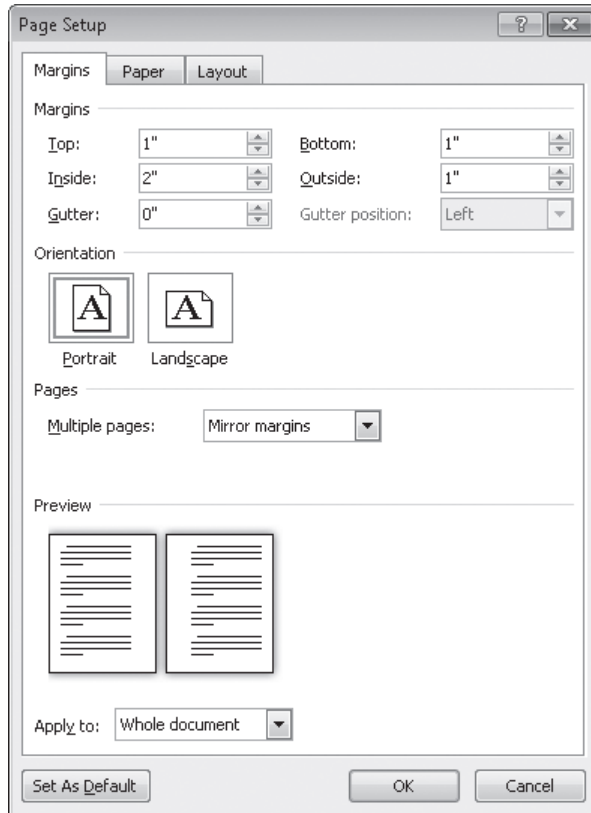 Page Setup
Margins Paper Layout
Margins
Top: 1" Bottom: 1"
Inside: 2" Outside: 1"
Gutter: 0" Gutter position: Left
Orientation
A A
Portrait Landscape
Pages
Multiple pages: Mirror margins
Preview
Apply to: Whole document
Set As Default OK Cancel